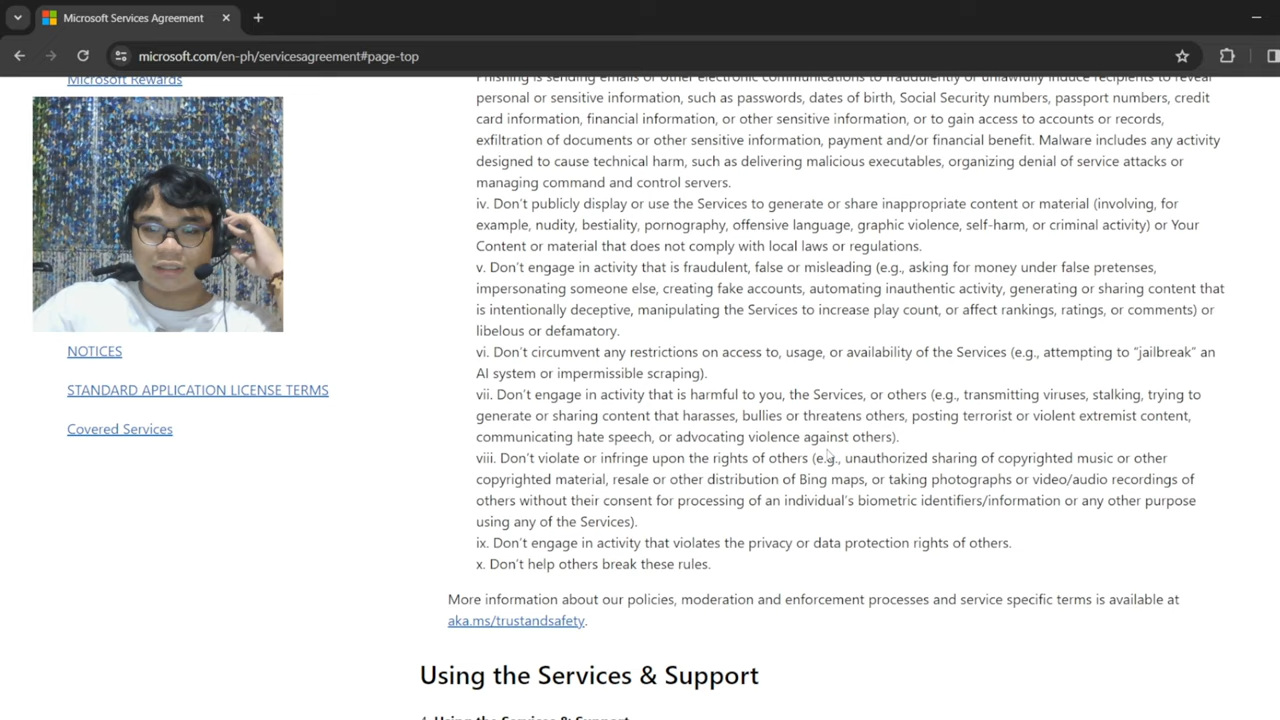 Microsoft Services Agreement
microsoft.com/en-ph/servicesagreement#page-top
Microsoft Rewards
NOTICES
STANDARD APPLICATION LICENSE TERMS
Covered Services
Phishing is sending emails or other electronic communications to fraudulently or unlawfully induce recipients to reveal
personal or sensitive information, such as passwords, dates of birth, Social Security numbers, passport numbers, credit
card information, financial information, or other sensitive information, or to gain access to accounts or records,
exfiltration of documents or other sensitive information, payment and/or financial benefit. Malware includes any activity
designed to cause technical harm, such as delivering malicious executables, organizing denial of service attacks or
managing command and control servers.
iv. Don't publicly display or use the Services to generate or share inappropriate content or material (involving, for
example, nudity, bestiality, pornography, offensive language, graphic violence, self-harm, or criminal activity) or Your
Content or material that does not comply with local laws or regulations.
v. Don't engage in activity that is fraudulent, false or misleading (e.g., asking for money under false pretenses,
impersonating someone else, creating fake accounts, automating inauthentic activity, generating or sharing content that
is intentionally deceptive, manipulating the Services to increase play count, or affect rankings, ratings, or comments) or
libelous or defamatory.
vi. Don't circumvent any restrictions on access to, usage, or availability of the Services (e.g., attempting to "jailbreak" an
AI system or impermissible scraping).
vii. Don't engage in activity that is harmful to you, the Services, or others (e.g., transmitting viruses, stalking, trying to
generate or sharing content that harasses, bullies or threatens others, posting terrorist or violent extremist content,
communicating hate speech, or advocating violence against others).
viii. Don't violate or infringe upon the rights of others (e.g., unauthorized sharing of copyrighted music or other
copyrighted material, resale or other distribution of Bing maps, or taking photographs or video/audio recordings of
others without their consent for processing of an individual's biometric identifiers/information or any other purpose
using any of the Services).
ix. Don't engage in activity that violates the privacy or data protection rights of others.
x. Don't help others break these rules.
More information about our policies, moderation and enforcement processes and service specific terms is available at
aka.ms/trustandsafety.
Using the Services & Support
Using the Services & Support